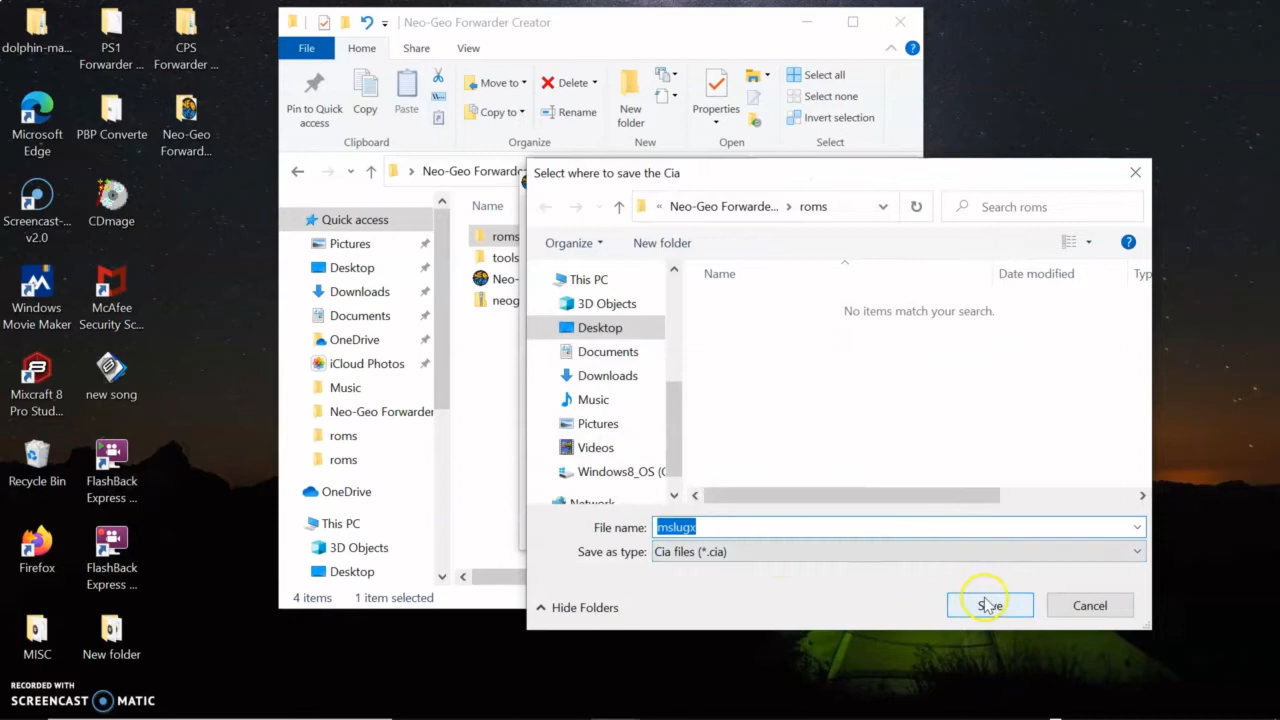 dolphin-ma...
PS1
Forwarder ...
CPS
Forwarder ...
Microsoft
Edge
PBP Converte
Neo-Geo
Forward...
Screencast-...
v2.0
CDmage
Windows
Movie Maker
McAfee
Security Sc...
Mixcraft 8
Pro Stud...
new song
Recycle Bin
FlashBack
Express ...
Firefox
FlashBack
Express ...
MISC
New folder
RECORDED WITH
SCREENCAST MATIC
Neo-Geo Forwarder Creator
File
Home
Share
View
Pin to Quick
access
Copy
Paste
Clipboard
Move to
Copy to
Delete
Rename
Organize
New
folder
New
Properties
Open
Select all
Select none
Invert selection
Select
Neo-Geo Forwarde
Quick access
Pictures
Desktop
Downloads
Documents
OneDrive
iCloud Photos
Music
Neo-Geo Forwarder
roms
roms
OneDrive
This PC
3D Objects
Desktop
Name
roms
tools
Neo-
neog
4 items
1 item selected
Select where to save the Cia
« Neo-Geo Forwarde... › roms
Search roms
Organize
New folder
This PC
3D Objects
Desktop
Documents
Downloads
Music
Pictures
Videos
Windows8_OS (C
Network
Name
Date modified
Typ
No items match your search.
File name:
mslugx
Save as type:
Cia files (*.cia)
Hide Folders
Save
Cancel